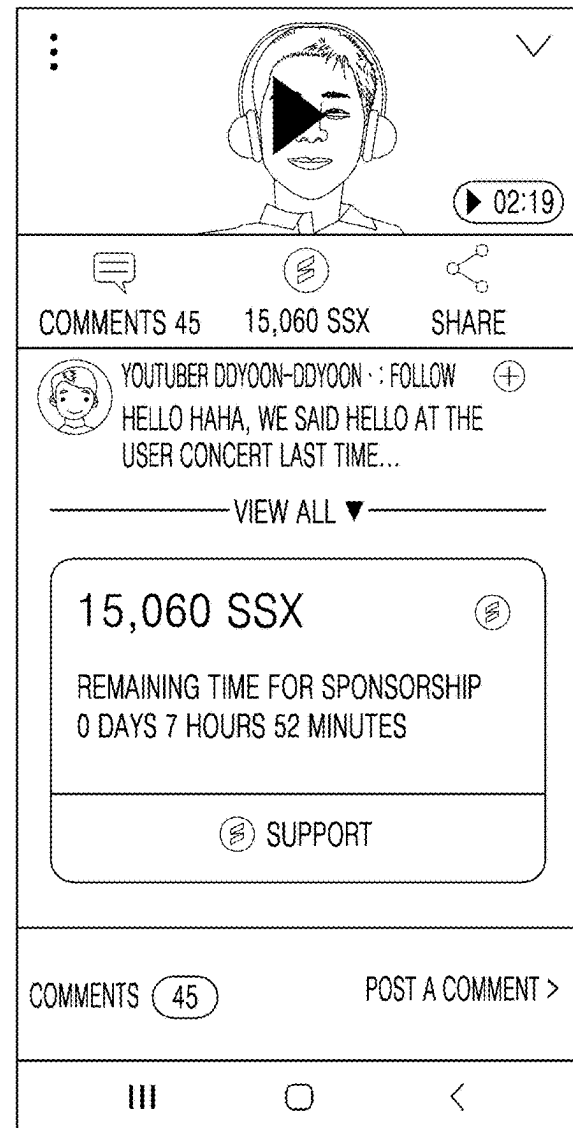 02:19
COMMENTS 45
15,060 SSX
SHARE
YOUTUBER DDYOON-DDYOON · : FOLLOW
HELLO HAHA, WE SAID HELLO AT THE
USER CONCERT LAST TIME...
VIEW ALL ▼
15,060 SSX
REMAINING TIME FOR SPONSORSHIP
0 DAYS 7 HOURS 52 MINUTES
SUPPORT
COMMENTS 45
POST A COMMENT >